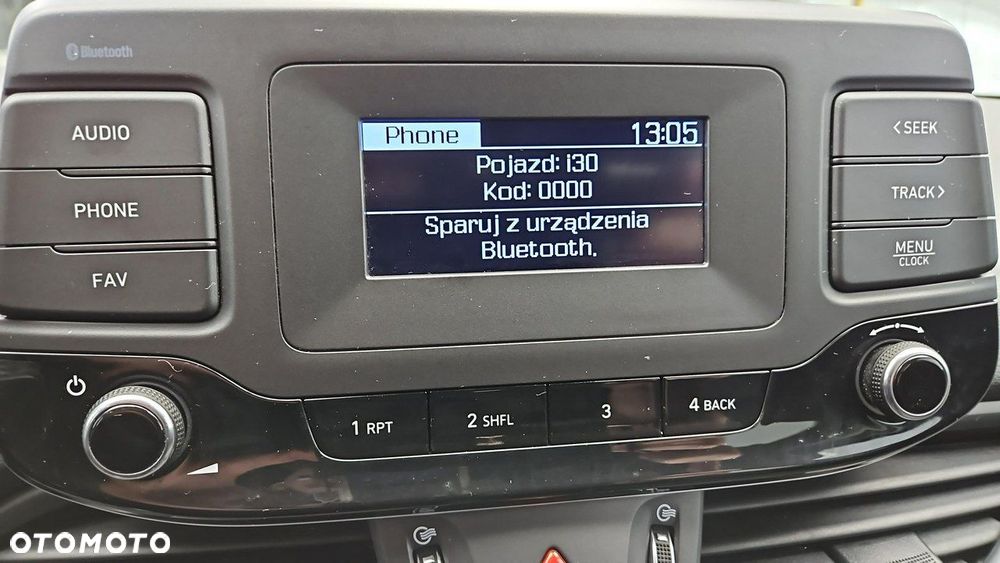 Bluetooth
AUDIO
PHONE
FAV
Phone 13:05
Pojazd: i30
Kod: 0000
Sparuj z urządzenia
Bluetooth.
< SEEK
TRACK >
MENU
CLOCK
1 RPT
2 SHFL
3
4 BACK
OTOMOTO